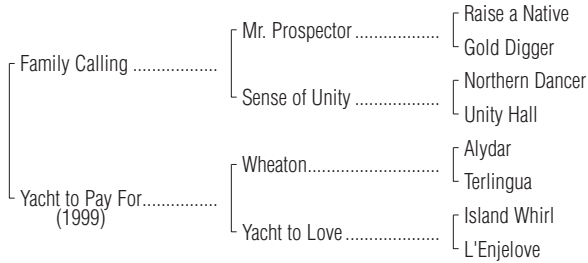 Raise a Native
Mr. Prospector ..................
Gold Digger
Family Calling .................
Northern Dancer
Sense of Unity ..................
Unity Hall
Alydar
Wheaton............................
Terlingua
Yacht to Pay For................
(1999)
Island Whirl
Yacht to Love ....................
L'Enjelove